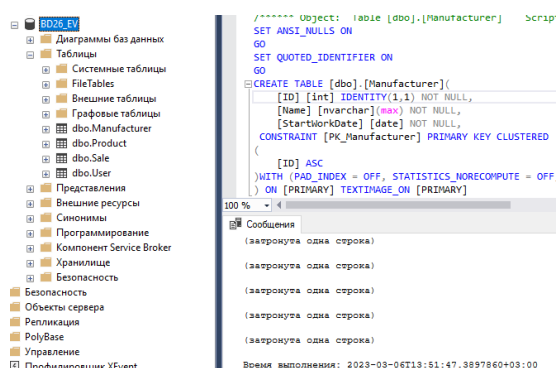 BD26_EV
Диаграммы баз данных
Таблицы
Системные таблицы
FileTables
Внешние таблицы
Графовые таблицы
dbo.Manufacturer
dbo.Product
dbo.Sale
dbo.User
Представления
Внешние ресурсы
Синонимы
Программирование
Компонент Service Broker
Хранилище
Безопасность
Безопасность
Объекты сервера
Репликация
PolyBase
Управление
Профилировщик XEvent
/****** Object: Table [dbo].[Manufacturer] Script
SET ANSI_NULLS ON
GO
SET QUOTED_IDENTIFIER ON
GO
CREATE TABLE [dbo].[Manufacturer](
[ID] [int] IDENTITY(1,1) NOT NULL,
[Name] [nvarchar](max) NOT NULL,
[StartWorkDate] [date] NOT NULL,
CONSTRAINT [PK_Manufacturer] PRIMARY KEY CLUSTERED
(
[ID] ASC
)WITH (PAD_INDEX = OFF, STATISTICS_NORECOMPUTE = OFF
) ON [PRIMARY] TEXTIMAGE_ON [PRIMARY]
100 %
Сообщения
(затронута одна строка)
(затронута одна строка)
(затронута одна строка)
(затронута одна строка)
(затронута одна строка)
Время выполнения: 2023-03-06T13:51:47.3897860+03:00